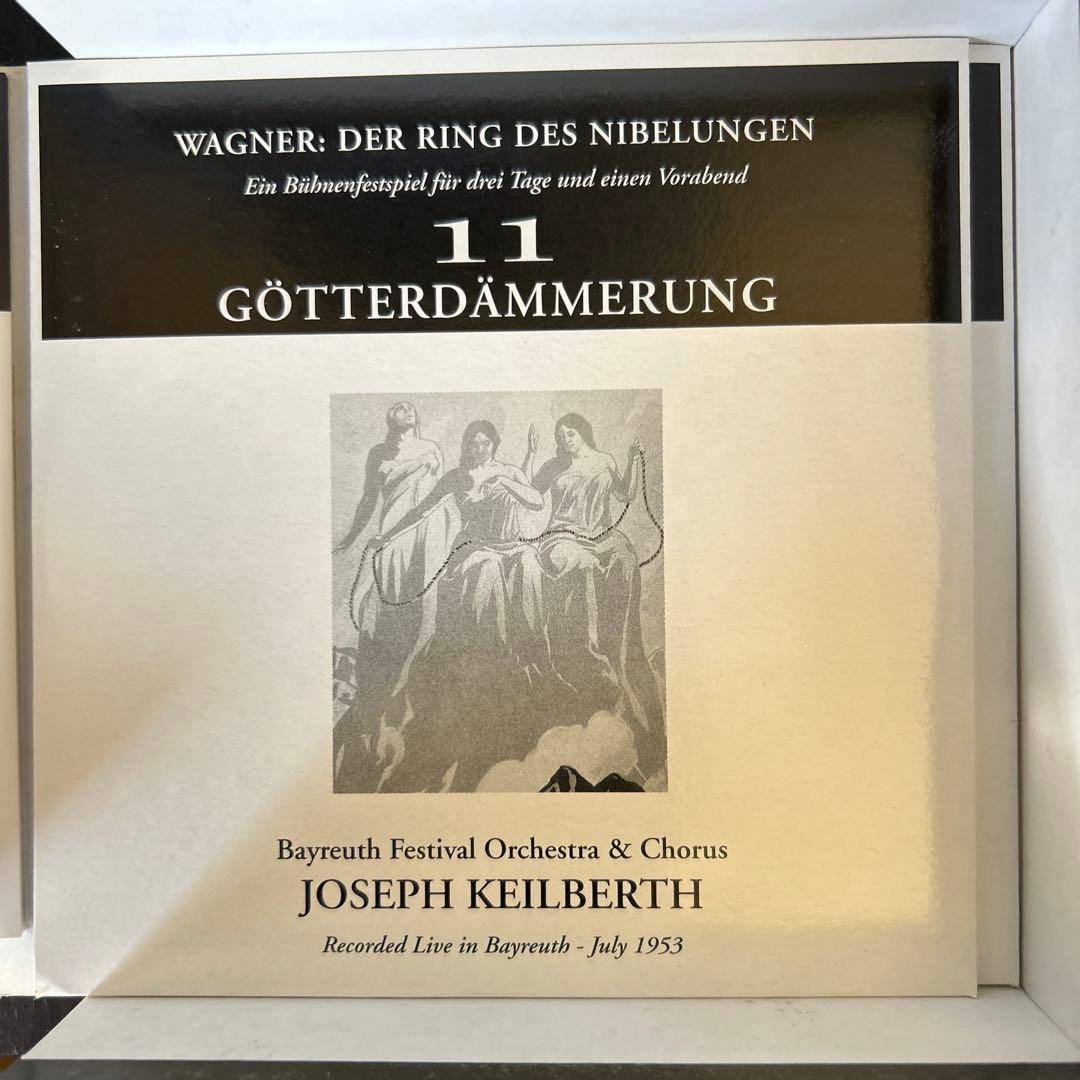 WAGNER: DER RING DES NIBELUNGEN
Ein Bühnenfestspiel für drei Tage und einen Vorabend
11
GÖTTERDÄMMERUNG
Bayreuth Festival Orchestra & Chorus
JOSEPH KEILBERTH
Recorded Live in Bayreuth - July 1953